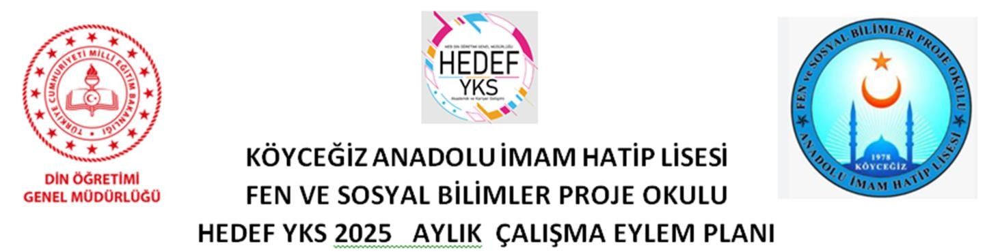 TÜRKİYE CUMHURİYETİ MİLLİ EĞİTİM BAKANLIĞI
DİN ÖĞRETİMİ
GENEL MÜDÜRLÜĞÜ
MEB DİN ÖĞRETİMİ GENEL MÜDÜRLÜĞÜ
HEDEF
YKS
Akademik ve Kariyer Gelişimi
FEN ve SOSYAL BİLİMLER PROJE OKULU
1978
KÖYCEĞİZ
ANADOLU İMAM HATİP LİSESİ
KÖYCEĞİZ ANADOLU İMAM HATİP LİSESİ
FEN VE SOSYAL BİLİMLER PROJE OKULU
HEDEF YKS 2025 AYLIK ÇALIŞMA EYLEM PLANI